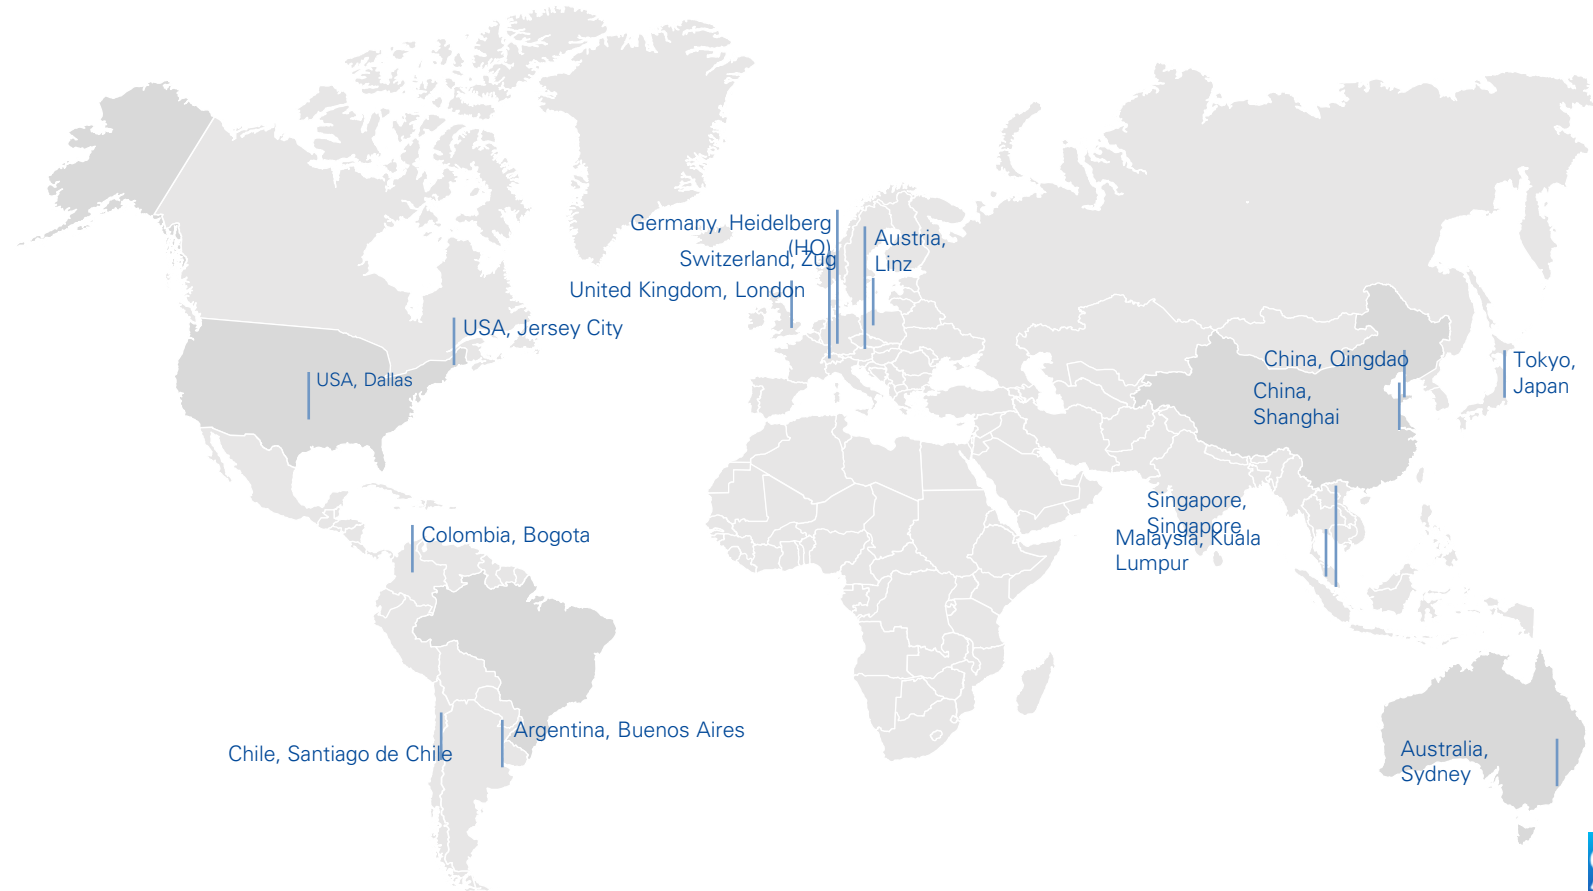 Germany, Heidelberg
(HQ)
Switzerland, Zug
Austria,
Linz
United Kingdom, London
USA, Jersey City
USA, Dallas
China, Qingdao
China,
Shanghai
Tokyo,
Japan
Singapore,
Singapore
Malaysia, Kuala
Lumpur
Colombia, Bogota
Argentina, Buenos Aires
Chile, Santiago de Chile
Australia,
Sydney